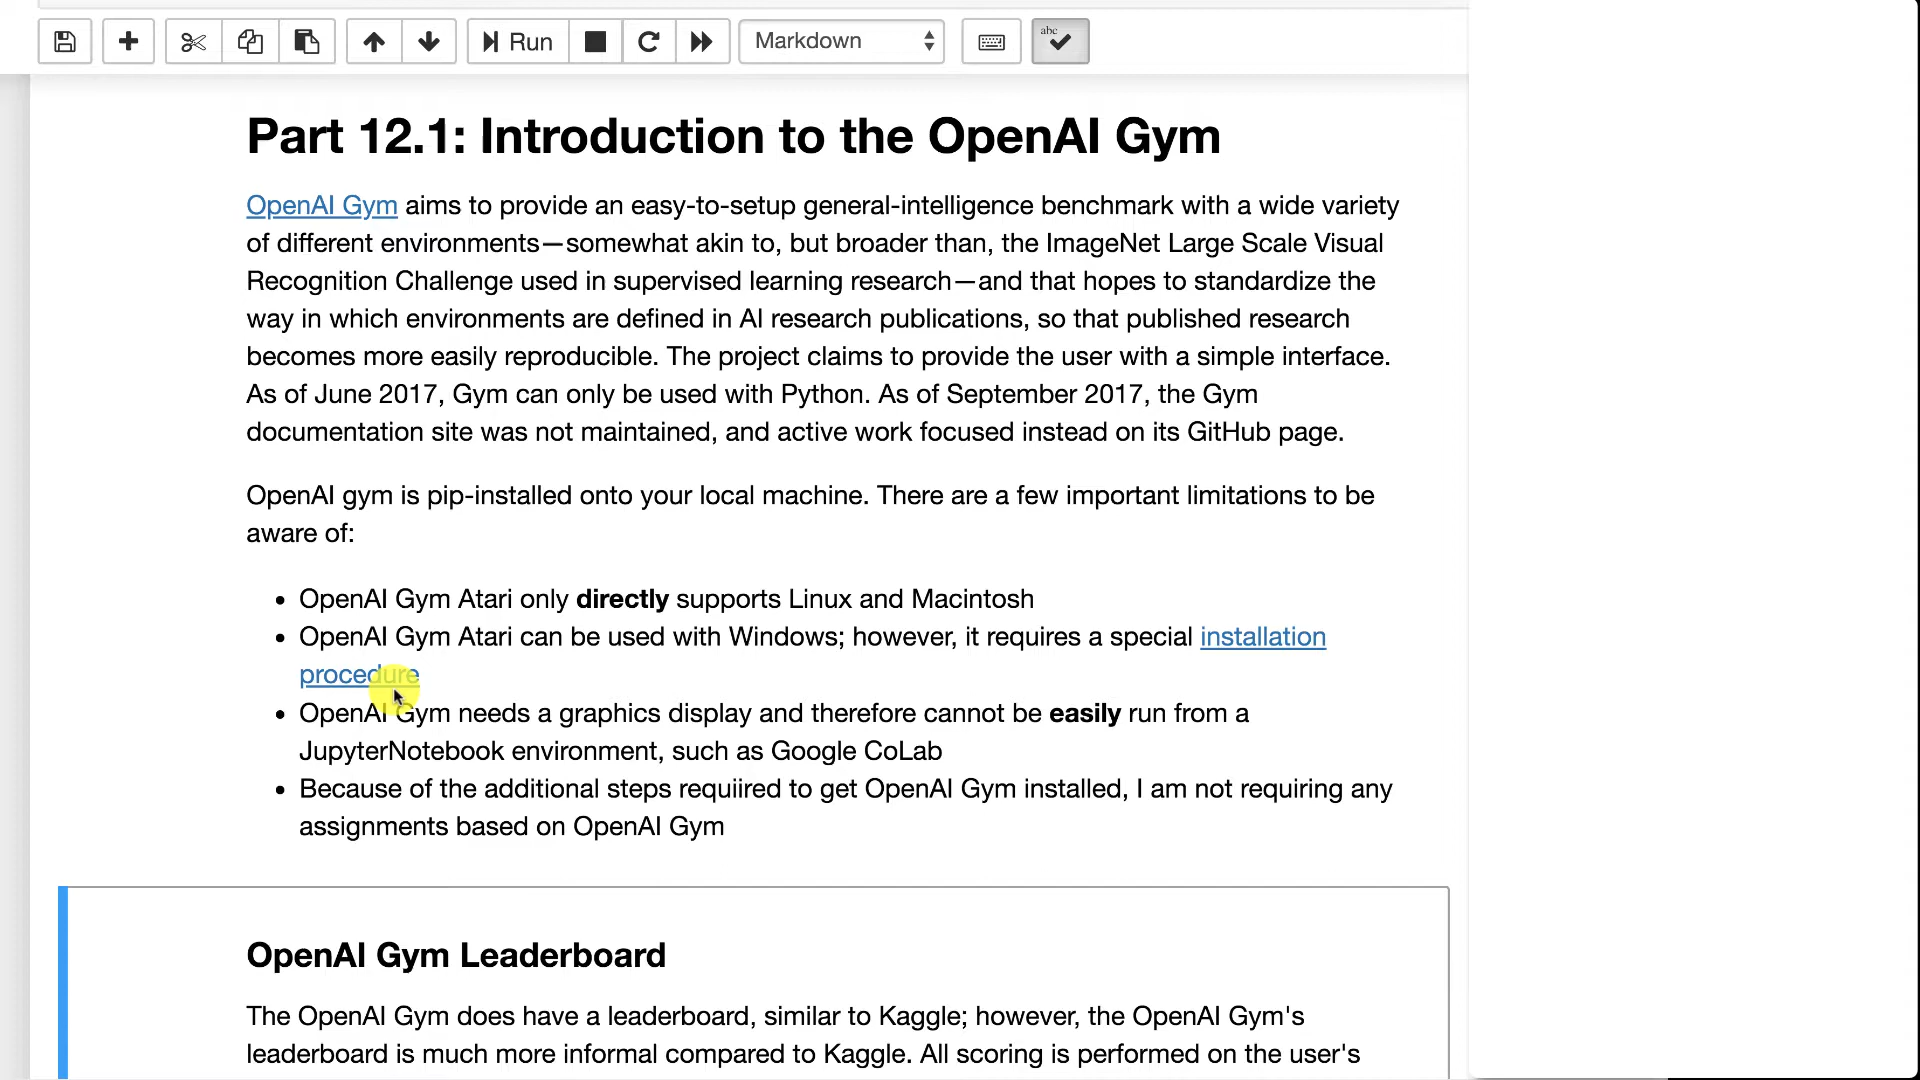 Run
Markdown
abc
Part 12.1: Introduction to the OpenAI Gym
OpenAI Gym aims to provide an easy-to-setup general-intelligence benchmark with a wide variety
of different environments—somewhat akin to, but broader than, the ImageNet Large Scale Visual
Recognition Challenge used in supervised learning research—and that hopes to standardize the
way in which environments are defined in AI research publications, so that published research
becomes more easily reproducible. The project claims to provide the user with a simple interface.
As of June 2017, Gym can only be used with Python. As of September 2017, the Gym
documentation site was not maintained, and active work focused instead on its GitHub page.
OpenAI gym is pip-installed onto your local machine. There are a few important limitations to be
aware of:
• OpenAI Gym Atari only directly supports Linux and Macintosh
• OpenAI Gym Atari can be used with Windows; however, it requires a special installation
procedure
• OpenAI Gym needs a graphics display and therefore cannot be easily run from a
JupyterNotebook environment, such as Google CoLab
• Because of the additional steps requiired to get OpenAI Gym installed, I am not requiring any
assignments based on OpenAI Gym
OpenAI Gym Leaderboard
The OpenAI Gym does have a leaderboard, similar to Kaggle; however, the OpenAI Gym's
leaderboard is much more informal compared to Kaggle. All scoring is performed on the user's